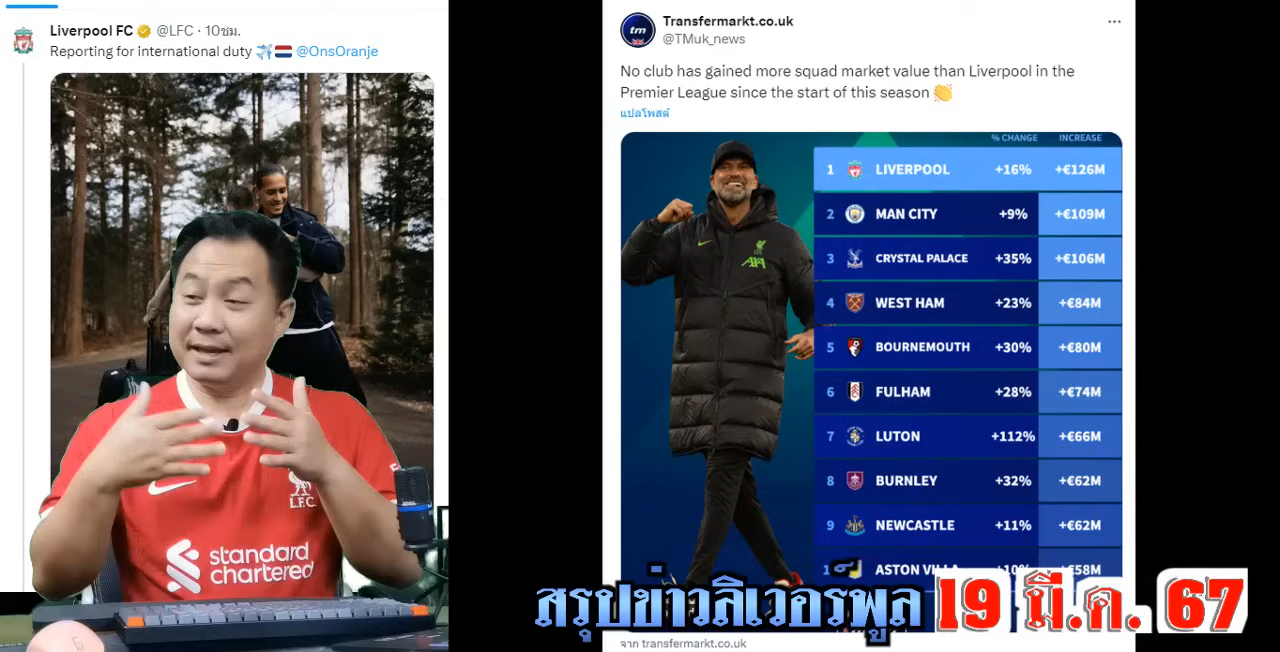 Liverpool FC @LFC · 10ชม.
Reporting for international duty ✈️🇳🇱 @OnsOranje
L.F.C.
standard
chartered
Transfermarkt.co.uk
@TMuk_news
No club has gained more squad market value than Liverpool in the
Premier League since the start of this season 👏
แปลโพสต์
% CHANGE INCREASE
1 LIVERPOOL +16% +€126M
2 MAN CITY +9% +€109M
3 CRYSTAL PALACE +35% +€106M
4 WEST HAM +23% +€84M
5 BOURNEMOUTH +30% +€80M
6 FULHAM +28% +€74M
7 LUTON +112% +€66M
8 BURNLEY +32% +€62M
9 NEWCASTLE +11% +€62M
ASTON VILLA +10% +€58M
AXA
tm
สรุปข่าวลิเวอร์พูล 19 มี.ค. 67
จาก transfermarkt.co.uk